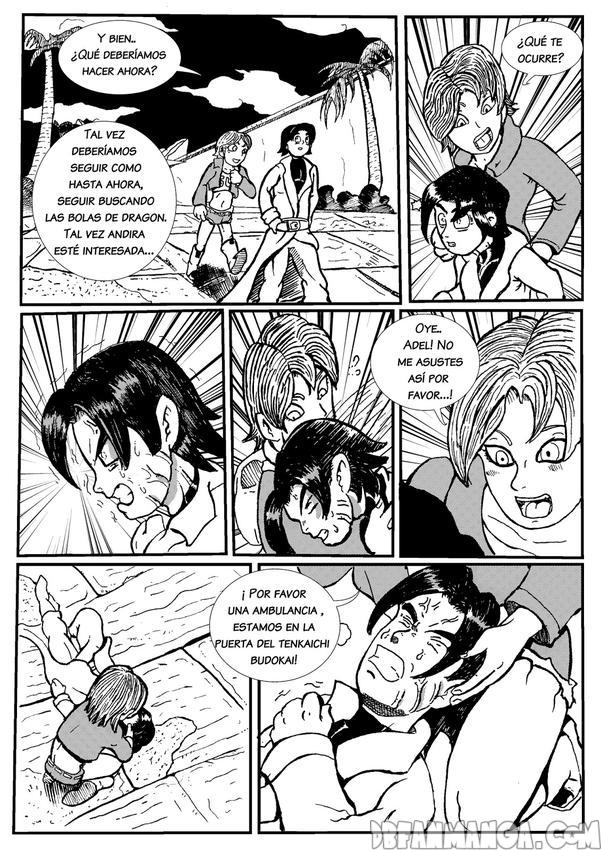 Y BIEN..
¿QUÉ DEBERÍAMOS
HACER AHORA?
TAL VEZ
DEBERÍAMOS
SEGUIR COMO
HASTA AHORA,
SEGUIR BUSCANDO
LAS BOLAS DE DRAGON.
TAL VEZ ANDIRA
ESTÉ INTERESADA...
¿QUÉ TE
OCURRE?
??
OYE..
ADEL! NO
ME ASUSTES
ASÍ POR
FAVOR...!
¡ POR FAVOR
UNA AMBULANCIA ,
ESTAMOS EN LA
PUERTA DEL TENKAICHI
BUDOKAI!
DBFANMANGA.COM